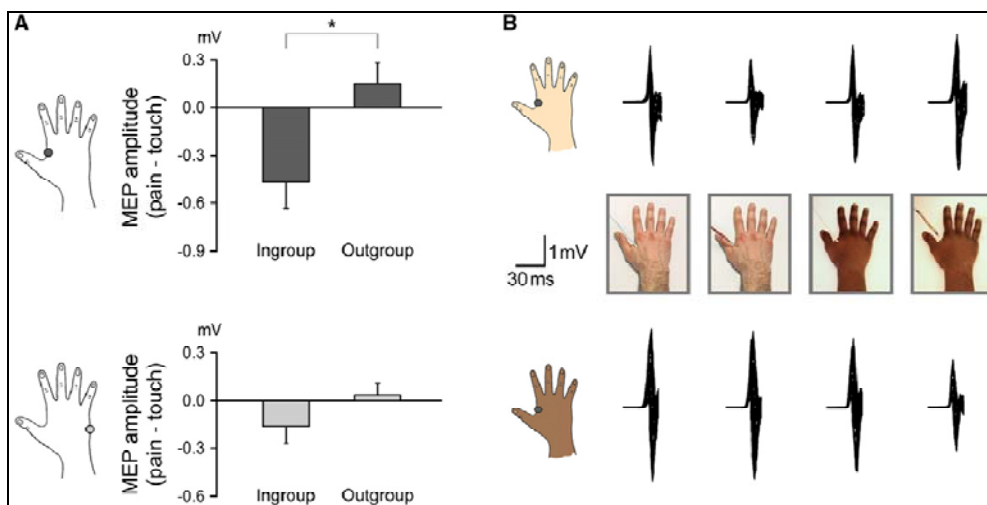 A
mV
*
0.3
0.0
-0.3
-0.6
-0.9
MEP amplitude
(pain - touch)
Ingroup Outgroup
mV
0.3
0.0
-0.3
-0.6
MEP amplitude
(pain - touch)
Ingroup Outgroup
B
1mV
30ms